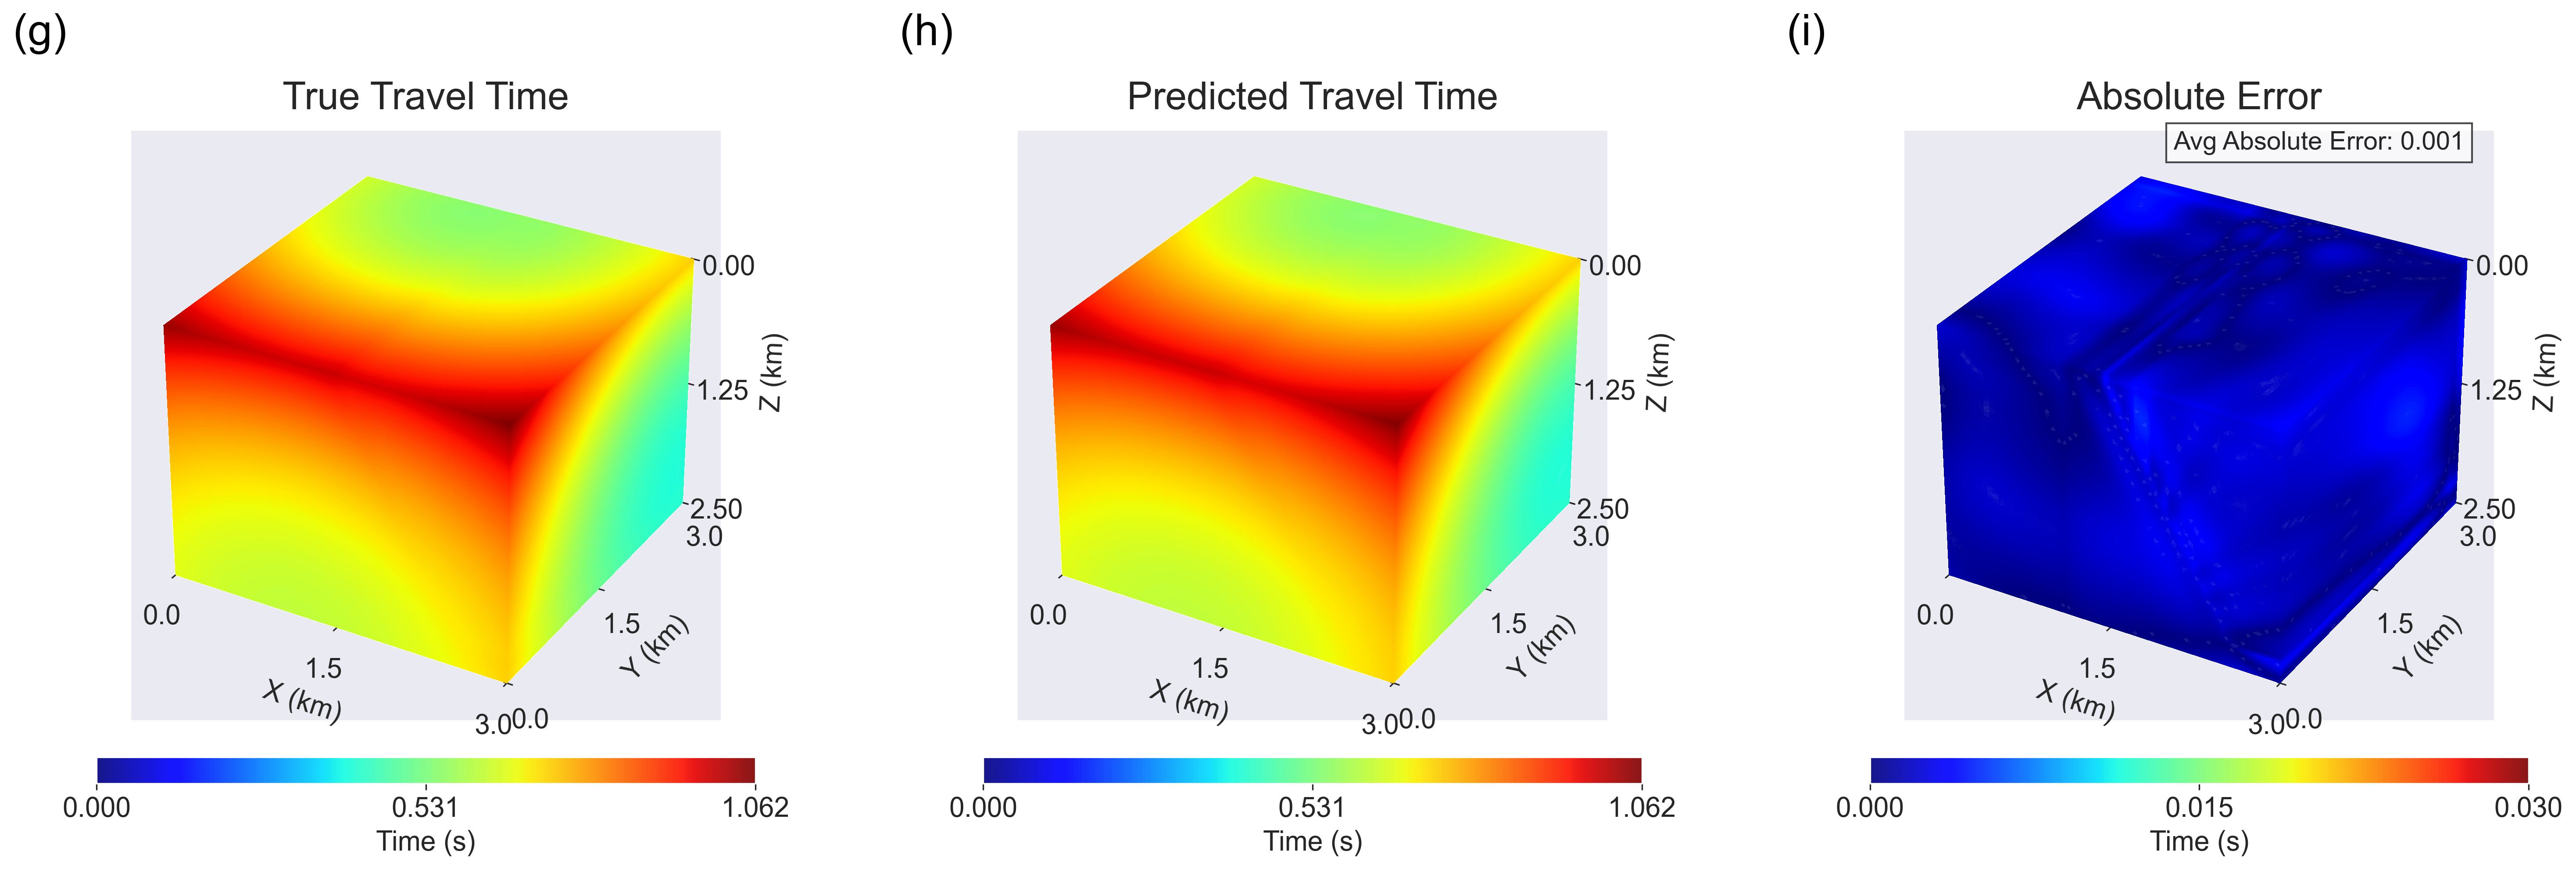 (g)
True Travel Time
0.00
1.25
Z (km)
2.50
3.0
1.5
Y (km)
0.0
1.5
X (km)
3.0
0.0
0.000
0.531
1.062
Time (s)
(h)
Predicted Travel Time
0.00
1.25
Z (km)
2.50
3.0
1.5
Y (km)
0.0
1.5
X (km)
3.0
0.0
0.000
0.531
1.062
Time (s)
(i)
Absolute Error
Avg Absolute Error: 0.001
0.00
1.25
Z (km)
2.50
3.0
1.5
Y (km)
0.0
1.5
X (km)
3.0
0.0
0.000
0.015
0.030
Time (s)